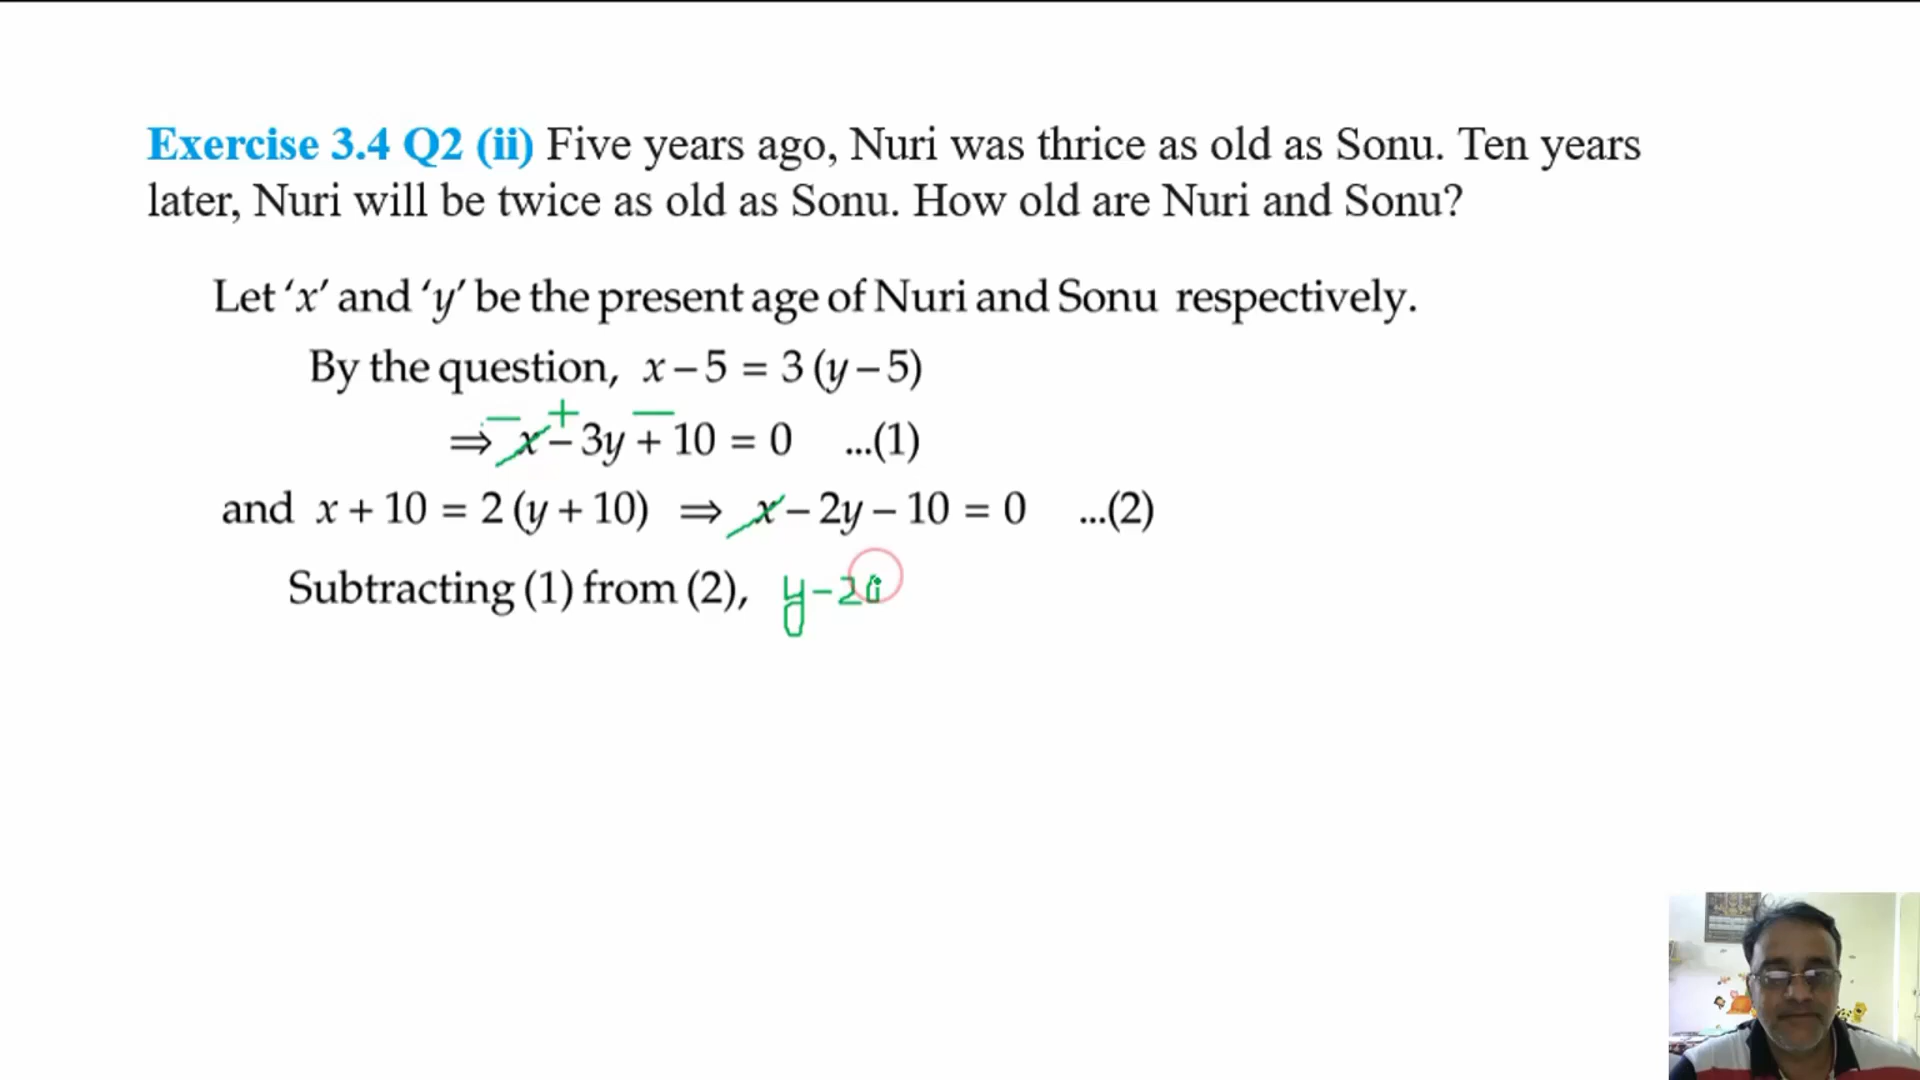 Exercise 3.4 Q2 (ii) Five years ago, Nuri was thrice as old as Sonu. Ten years
later, Nuri will be twice as old as Sonu. How old are Nuri and Sonu?
Let ‘x’ and ‘y’ be the present age of Nuri and Sonu respectively.
By the question, x – 5 = 3 (y – 5)
– + –
⇒ x – 3y + 10 = 0 ...(1)
and x + 10 = 2 (y + 10) ⇒ x – 2y – 10 = 0 ...(2)
Subtracting (1) from (2), y – 20